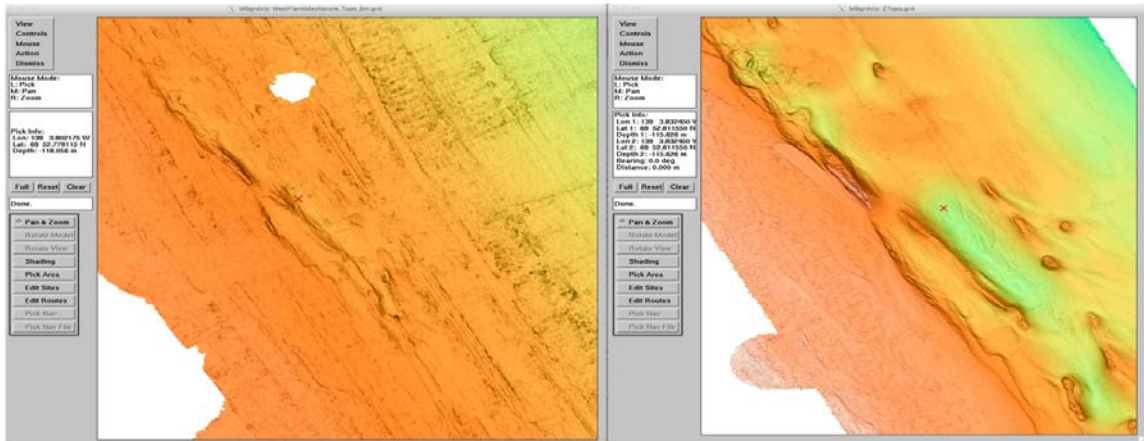 MBgrdviz: WestPlantMackenzie_Topo_6m.grd
View
Controls
Mouse
Action
Dismiss
Mouse Mode:
L: Pick
M: Pan
R: Zoom
Pick Info:
Lon: 139 3.802175 W
Lat: 69 52.779115 N
Depth: -118.056 m
Full Reset Clear
Done.
Pan & Zoom
Rotate Model
Rotate View
Shading
Pick Area
Edit Sites
Edit Routes
Pick Nav
Pick Nav File
MBgrdviz: ZTopo.grd
View
Controls
Mouse
Action
Dismiss
Mouse Mode:
L: Pick
M: Pan
R: Zoom
Pick Info:
Lon 1: 139 3.832450 W
Lat 1: 69 52.811550 N
Depth 1: -115.626 m
Lon 2: 139 3.832450 W
Lat 2: 69 52.811550 N
Depth 2: -115.626 m
Bearing: 0.0 deg
Distance: 0.000 m
Full Reset Clear
Done.
Pan & Zoom
Rotate Model
Rotate View
Shading
Pick Area
Edit Sites
Edit Routes
Pick Nav
Pick Nav File